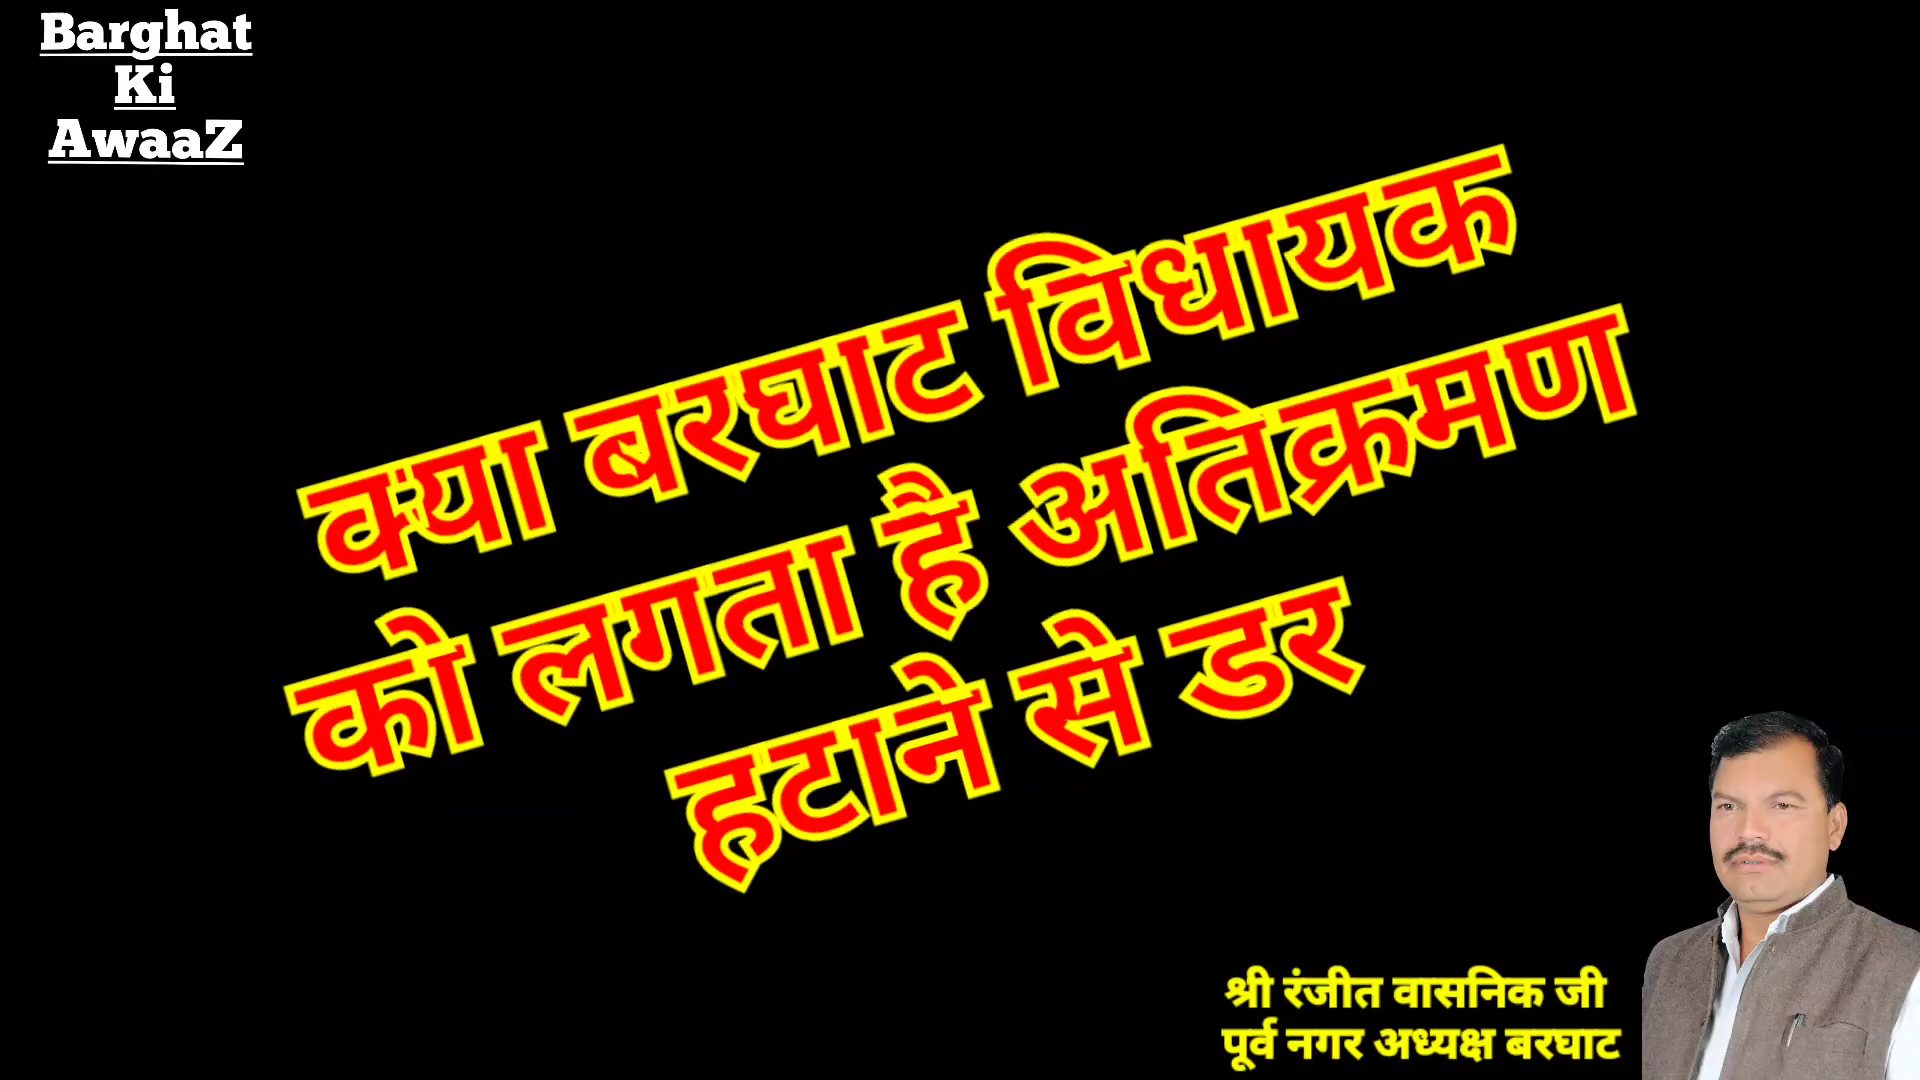 Barghat
Ki
AwaaZ
क्या बरघाट विधायक
को लगता है अतिक्रमण
हटाने से डर
श्री रंजीत वासनिक जी
पूर्व नगर अध्यक्ष बरघाट